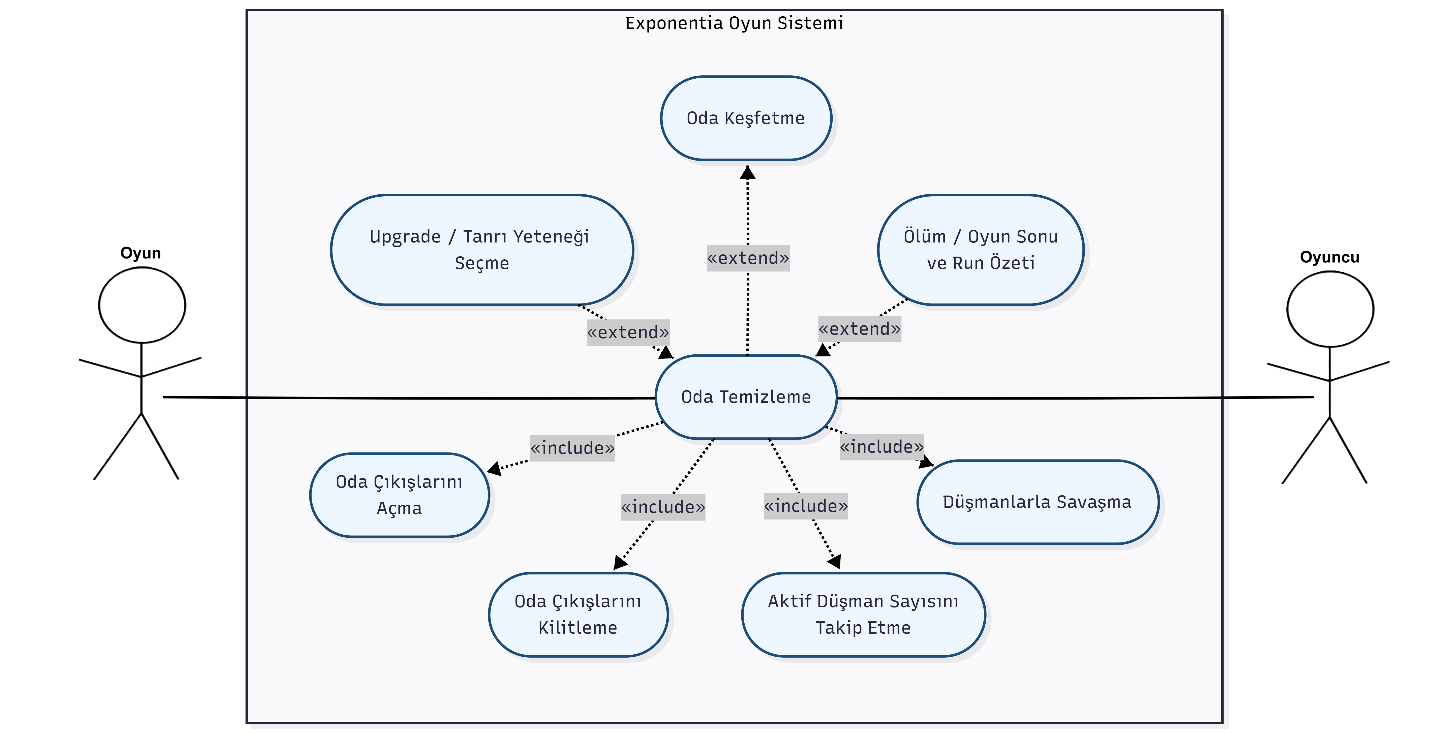 Exponentia Oyun Sistemi
Oda Keşfetme
Upgrade / Tanrı Yeteneği
Seçme
Ölüm / Oyun Sonu
ve Run Özeti
Oyun
Oyuncu
«extend»
«extend»
«extend»
Oda Temizleme
«include»
«include»
«include»
«include»
Oda Çıkışlarını
Açma
Düşmanlarla Savaşma
Oda Çıkışlarını
Kilitleme
Aktif Düşman Sayısını
Takip Etme